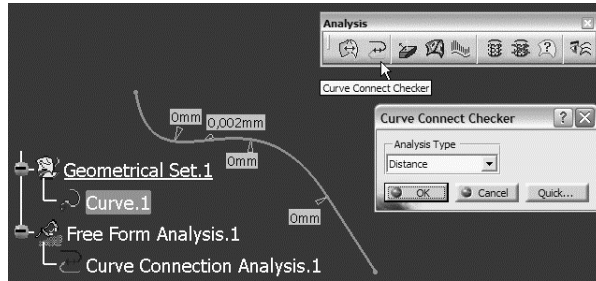 Analysis
Curve Connect Checker
0mm
0,002mm
0mm
0mm
Geometrical Set.1
Curve.1
Free Form Analysis.1
Curve Connection Analysis.1
Curve Connect Checker
Analysis Type
Distance
OK Cancel Quick...